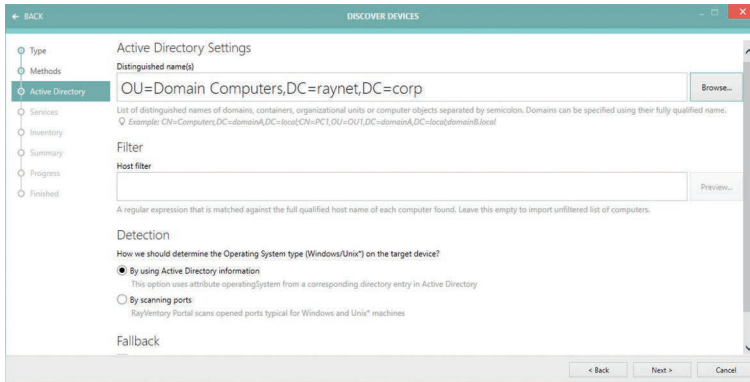 ← BACK
DISCOVER DEVICES
Type
Methods
Active Directory
Services
Inventory
Summary
Progress
Finished
Active Directory Settings
Distinguished name(s)
OU=Domain Computers,DC=raynet,DC=corp
Browse...
List of distinguished names of domains, containers, organizational units or computer objects separated by semicolon. Domains can be specified using their fully qualified name.
Example: CN=Computers,DC=domainA,DC=local;CN=PC1,OU=OU1,DC=domainA,DC=local;domainB.local
Filter
Host filter
Preview...
A regular expression that is matched against the full qualified host name of each computer found. Leave this empty to import unfiltered list of computers.
Detection
How we should determine the Operating System type (Windows/Unix*) on the target device?
By using Active Directory information
This option uses attribute operatingSystem from a corresponding directory entry in Active Directory
By scanning ports
RayVentory Portal scans opened ports typical for Windows and Unix* machines
Fallback
< Back
Next >
Cancel